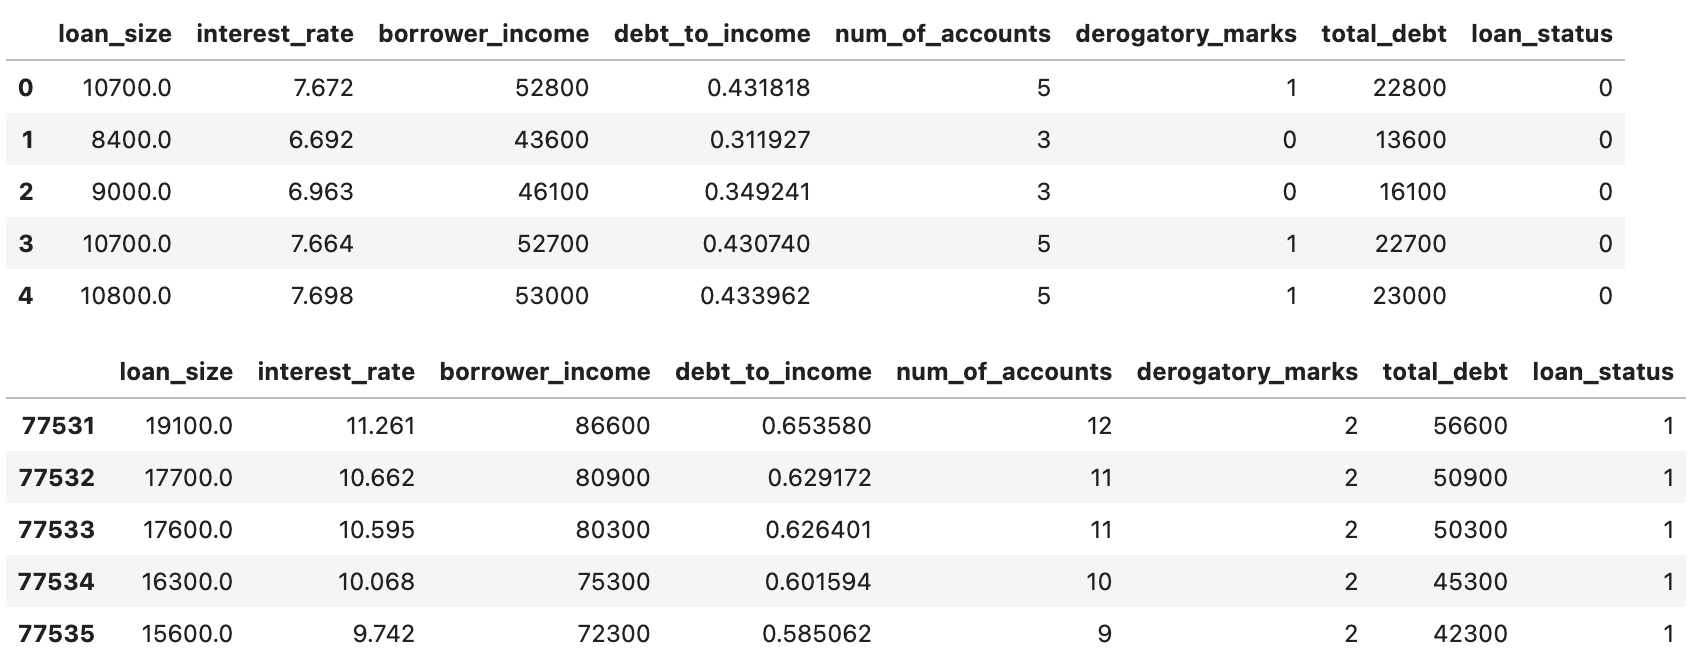 loan_size interest_rate borrower_income debt_to_income num_of_accounts derogatory_marks total_debt loan_status
0 10700.0 7.672 52800 0.431818 5 1 22800 0
1 8400.0 6.692 43600 0.311927 3 0 13600 0
2 9000.0 6.963 46100 0.349241 3 0 16100 0
3 10700.0 7.664 52700 0.430740 5 1 22700 0
4 10800.0 7.698 53000 0.433962 5 1 23000 0
loan_size interest_rate borrower_income debt_to_income num_of_accounts derogatory_marks total_debt loan_status
77531 19100.0 11.261 86600 0.653580 12 2 56600 1
77532 17700.0 10.662 80900 0.629172 11 2 50900 1
77533 17600.0 10.595 80300 0.626401 11 2 50300 1
77534 16300.0 10.068 75300 0.601594 10 2 45300 1
77535 15600.0 9.742 72300 0.585062 9 2 42300 1